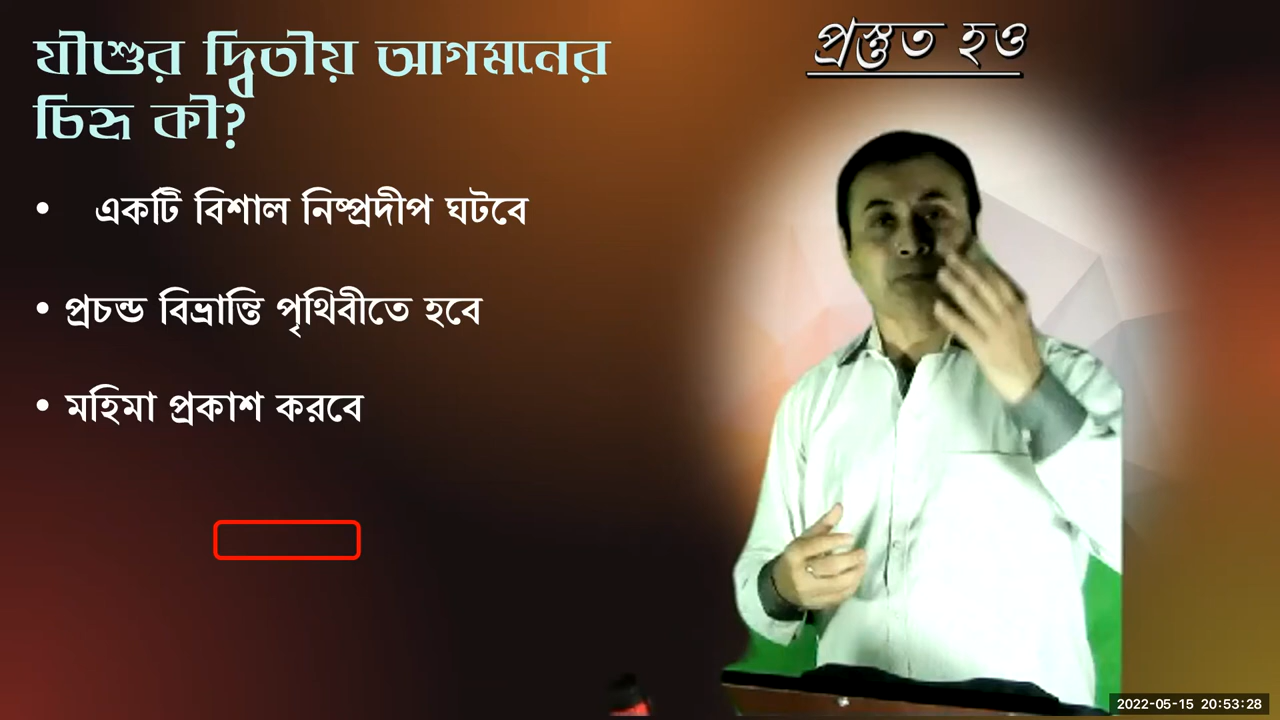 যীশুর দ্বিতীয় আগমনের
চিহ্ন কী?
প্রস্তুত হও
• একটি বিশাল নিষ্প্রদীপ ঘটবে
• প্রচন্ড বিভ্রান্তি পৃথিবীতে হবে
• মহিমা প্রকাশ করবে
2022-05-15 20:53:28